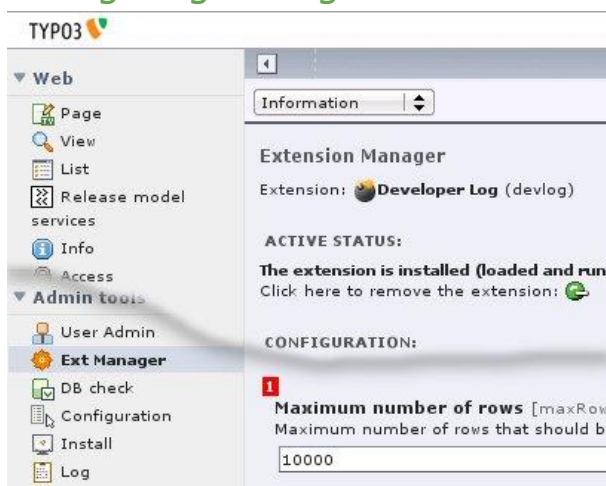 TYPO3
Web
Page
View
List
Release model
services
Info
Access
Admin tools
User Admin
Ext Manager
DB check
Configuration
Install
Log
Information
Extension Manager
Extension: Developer Log (devlog)
ACTIVE STATUS:
The extension is installed (loaded and run
Click here to remove the extension:
CONFIGURATION:
1
Maximum number of rows [maxRow
Maximum number of rows that should b
10000